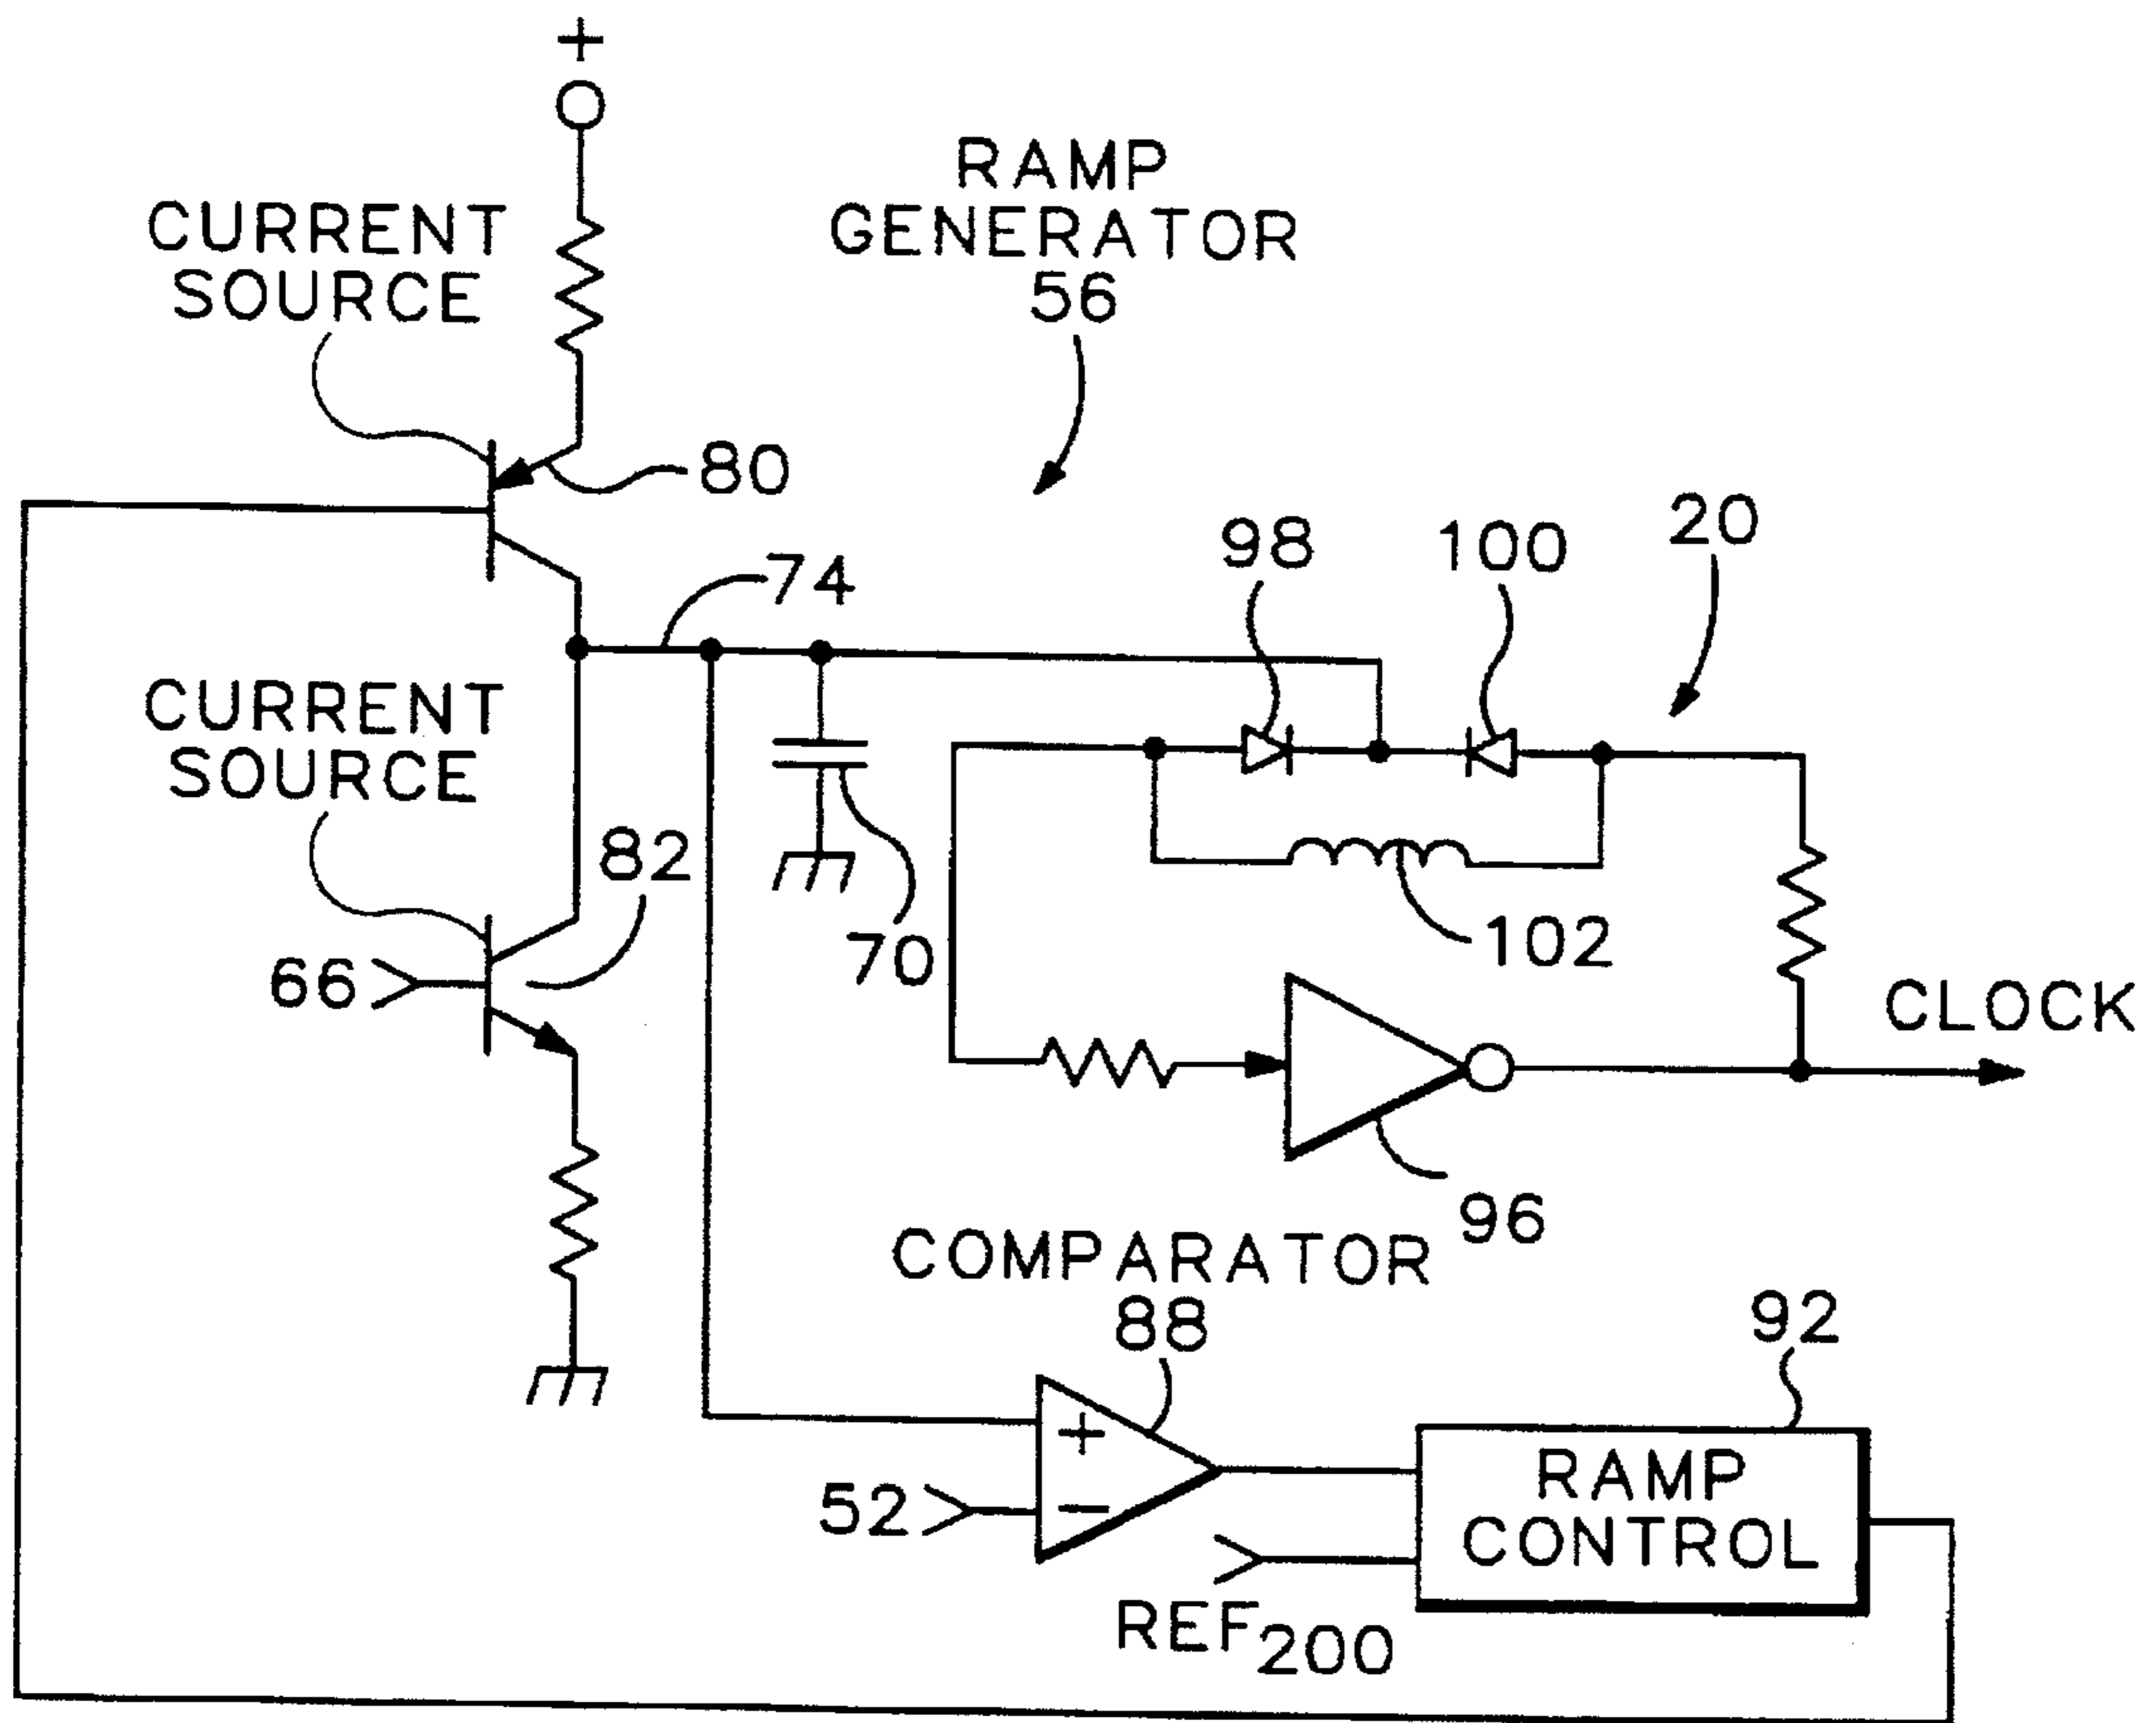 +
RAMP
GENERATOR
56
CURRENT
SOURCE
80
20
98
100
74
CURRENT
SOURCE
82
70
102
66
CLOCK
96
COMPARATOR
88
92
+
RAMP
CONTROL
52
−
REF200